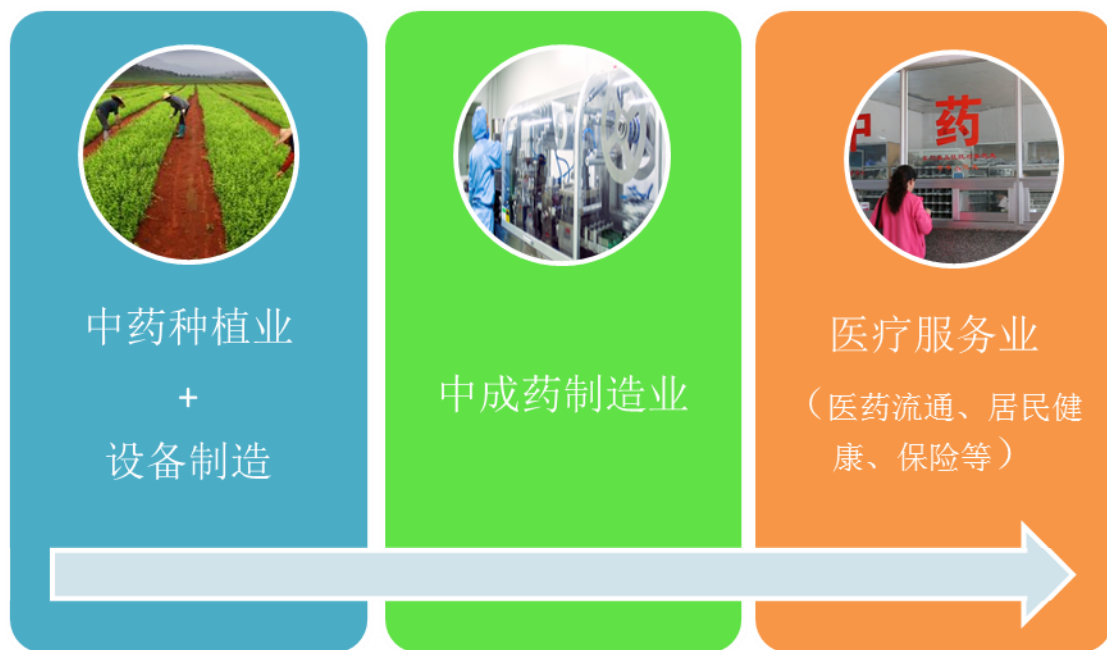 中药种植业
+
设备制造
中成药制造业
中 药
医疗服务业
（医药流通、居民健
康、保险等）